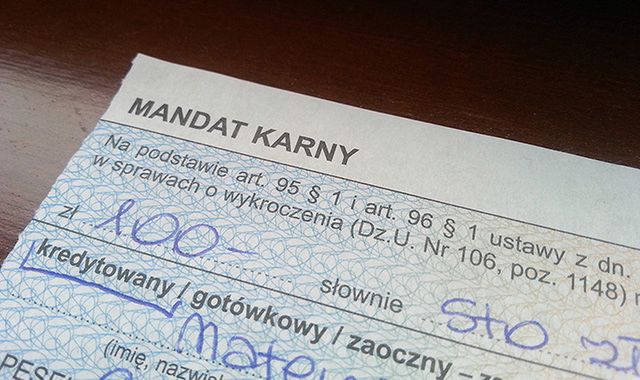 MANDAT KARNY
Na podstawie art. 95 § 1 i art. 96 § 1 ustawy z dn.
w sprawach o wykroczenia (Dz.U. Nr 106, poz. 1148)
zł 100- słownie sto
kredytowany / gotówkowy / zaoczny –
(imię,